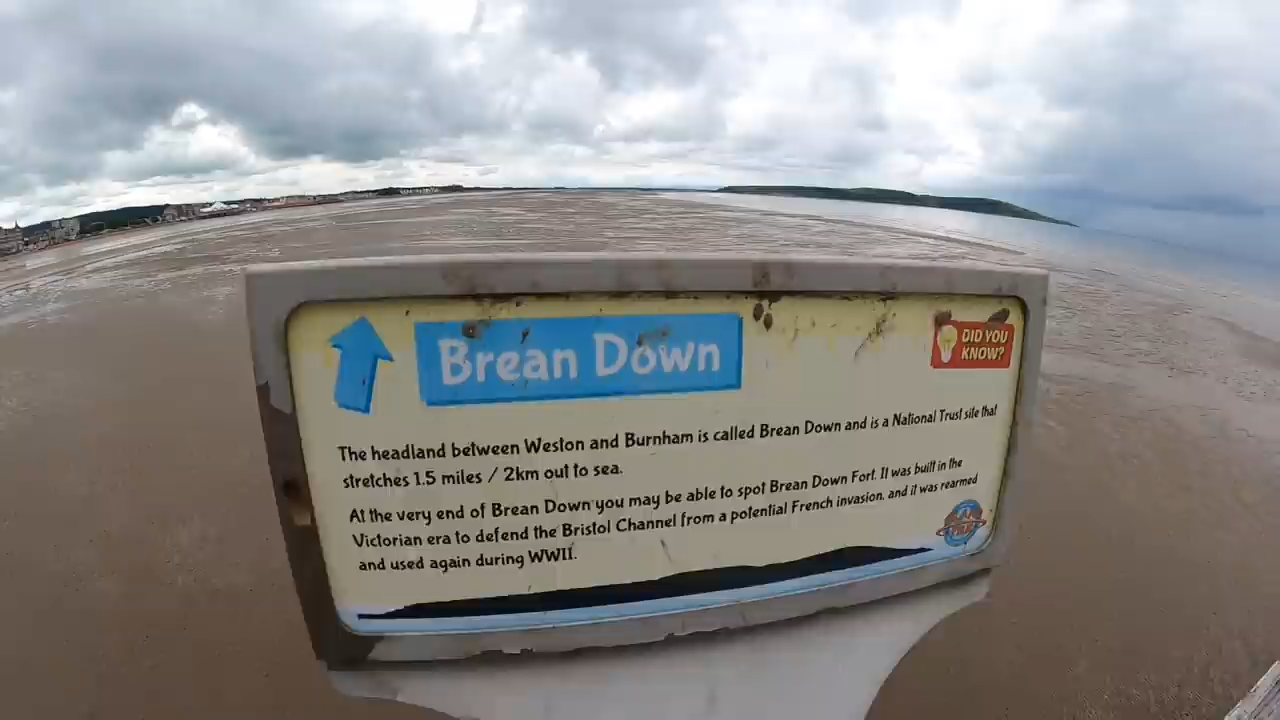 Brean Down
DID YOU
KNOW?
The headland between Weston and Burnham is called Brean Down and is a National Trust site that
stretches 1.5 miles / 2km out to sea.
At the very end of Brean Down you may be able to spot Brean Down Fort. It was built in the
Victorian era to defend the Bristol Channel from a potential French invasion, and it was rearmed
and used again during WWII.